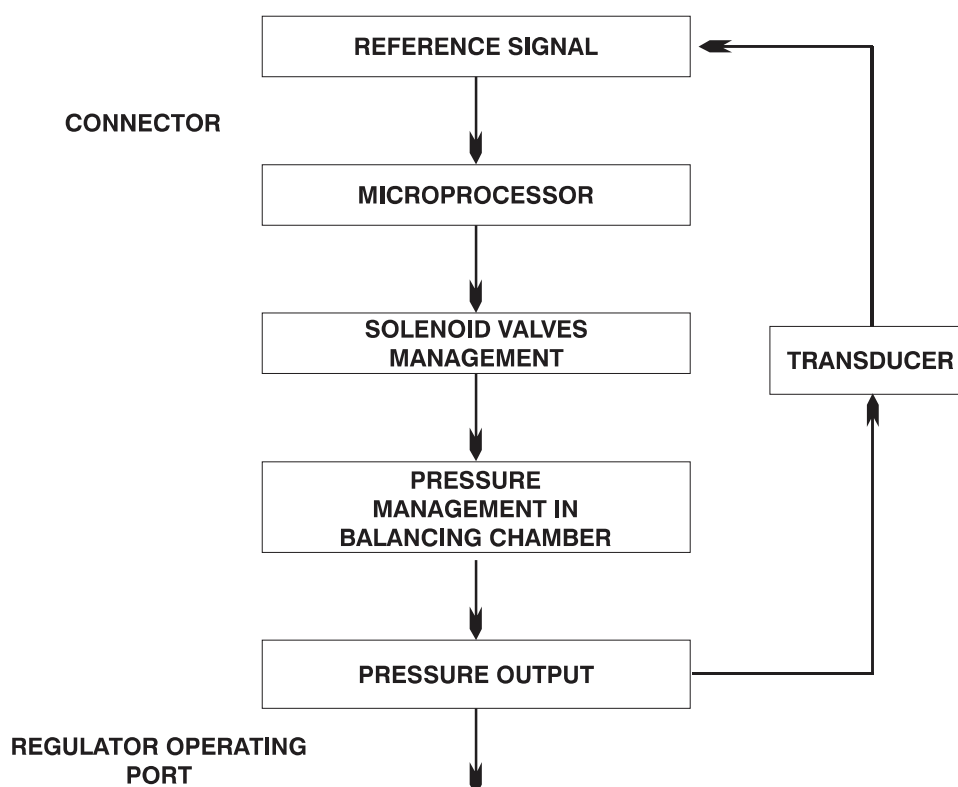 REFERENCE SIGNAL
CONNECTOR
MICROPROCESSOR
SOLENOID VALVES
MANAGEMENT
TRANSDUCER
PRESSURE
MANAGEMENT IN
BALANCING CHAMBER
PRESSURE OUTPUT
REGULATOR OPERATING
PORT